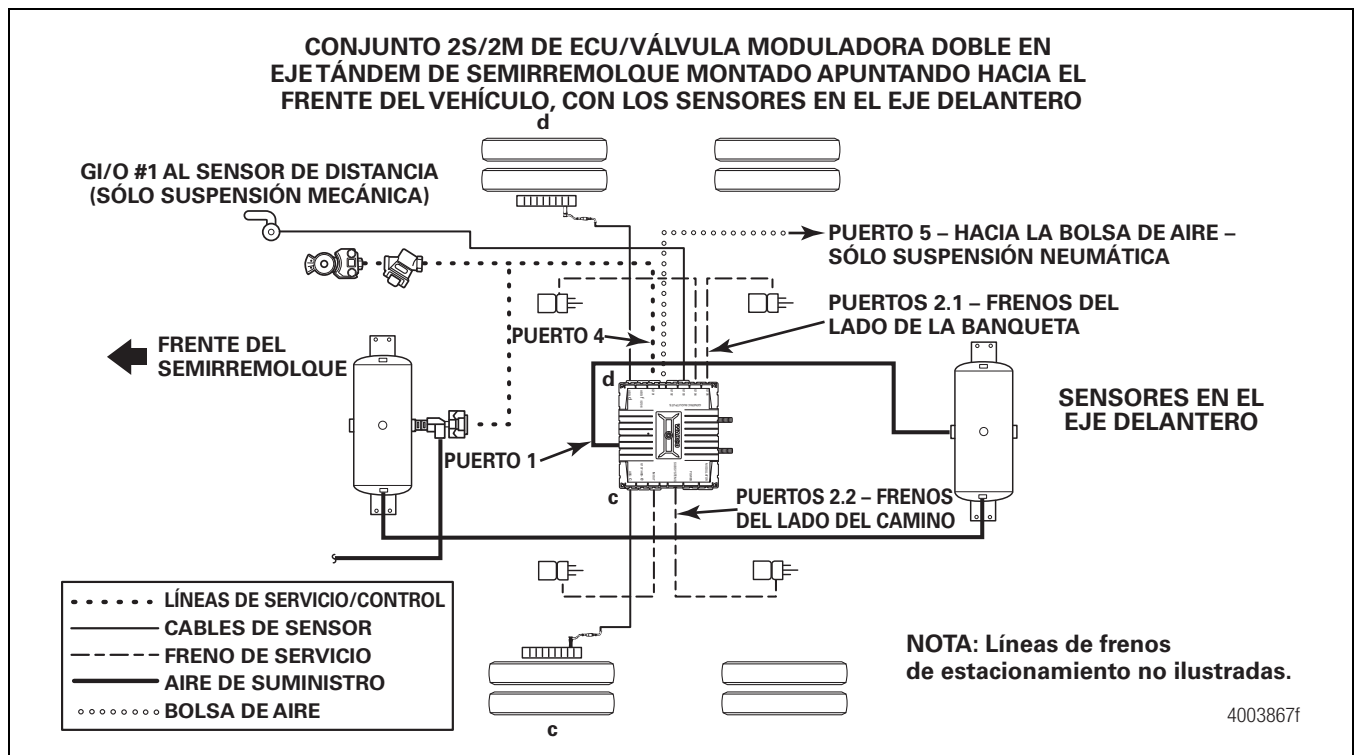 CONJUNTO 2S/2M DE ECU/VÁLVULA MODULADORA DOBLE EN
EJE TÁNDEM DE SEMIRREMOLQUE MONTADO APUNTANDO HACIA EL
FRENTE DEL VEHÍCULO, CON LOS SENSORES EN EL EJE DELANTERO
d
GI/O #1 AL SENSOR DE DISTANCIA
(SÓLO SUSPENSIÓN MECÁNICA)
PUERTO 5 – HACIA LA BOLSA DE AIRE –
SÓLO SUSPENSIÓN NEUMÁTICA
PUERTOS 2.1 – FRENOS DEL
LADO DE LA BANQUETA
PUERTO 4
FRENTE DEL
SEMIRREMOLQUE
d
SENSORES EN EL
EJE DELANTERO
PUERTO 1
c
PUERTOS 2.2 – FRENOS
DEL LADO DEL CAMINO
LÍNEAS DE SERVICIO/CONTROL
CABLES DE SENSOR
FRENO DE SERVICIO
AIRE DE SUMINISTRO
BOLSA DE AIRE
NOTA: Líneas de frenos
de estacionamiento no ilustradas.
c
4003867f